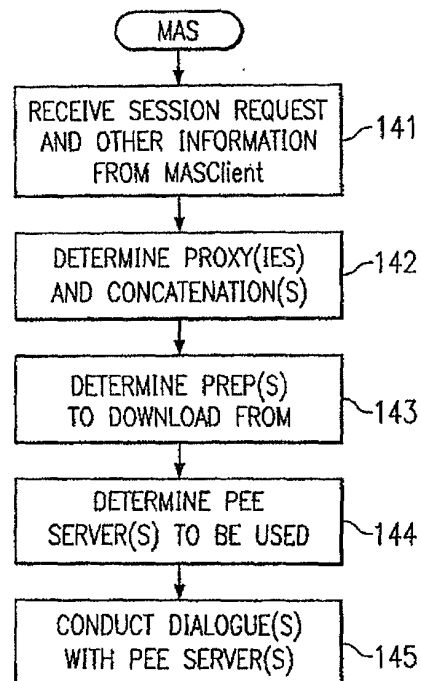 MAS
RECEIVE SESSION REQUEST
AND OTHER INFORMATION
FROM MASClient
141
DETERMINE PROXY(IES)
AND CONCATENATION(S)
142
DETERMINE PREP(S)
TO DOWNLOAD FROM
143
DETERMINE PEE
SERVER(S) TO BE USED
144
CONDUCT DIALOGUE(S)
WITH PEE SERVER(S)
145